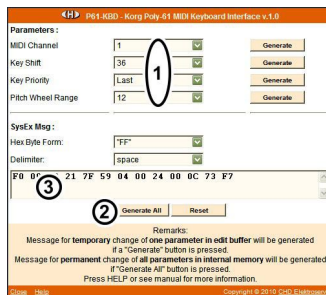 CHD P61-KBD - Korg Poly-61 MIDI Keyboard Interface v.1.0
Parameters :
MIDI Channel 1 Generate
Key Shift 36 Generate
Key Priority Last Generate
Pitch Wheel Range 12 Generate
1
SysEx Msg :
Hex Byte Form: "FF"
Delimiter: space
F0 00 21 7F 59 04 00 24 00 0C 73 F7
3
2 Generate All Reset
Remarks:
Message for temporary change of one parameter in edit buffer will be generated
if a "Generate" button is pressed.
Message for permanent change of all parameters in internal memory will be generated
if "Generate All" button is pressed.
Press HELP or see manual for more information.
Close Help Copyright © 2010 CHD Elektroserv